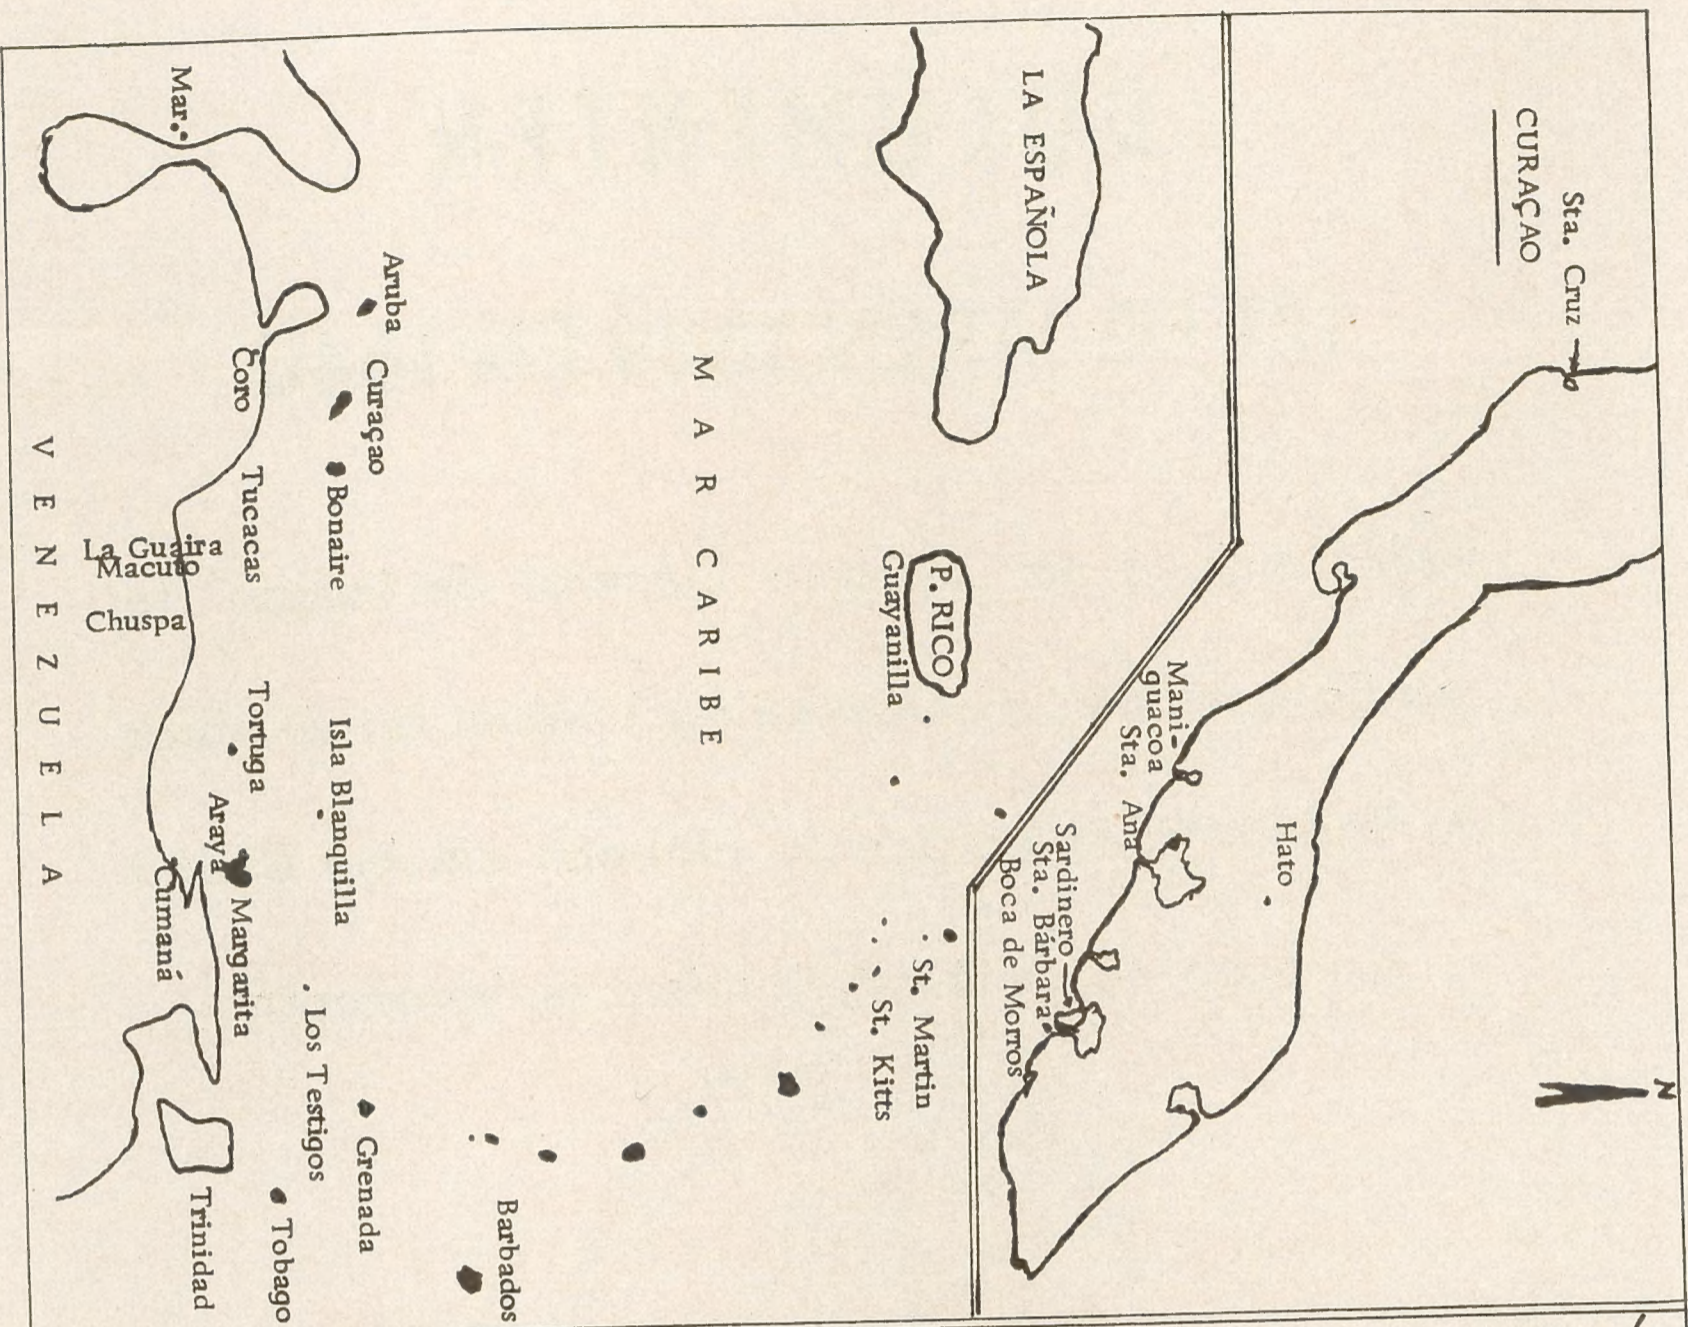 CURAÇAO
Sta. Cruz
Hato
N
Mani-
guacoa
Sta. Ana
Sardinero
Sta. Bárbara
Boca de Morros
LA ESPAÑOLA
P. RICO
Guayanilla
St. Martin
St. Kitts
MAR CARIBE
Barbados
Aruba
Curaçao
Bonaire
Isla Blanquilla
Los Testigos
Grenada
Tobago
Mar.
Coro
Tucacas
Tortuga
Araya
Margarita
Cumaná
Trinidad
La Guaira
Macuto
Chuspa
VENEZUELA